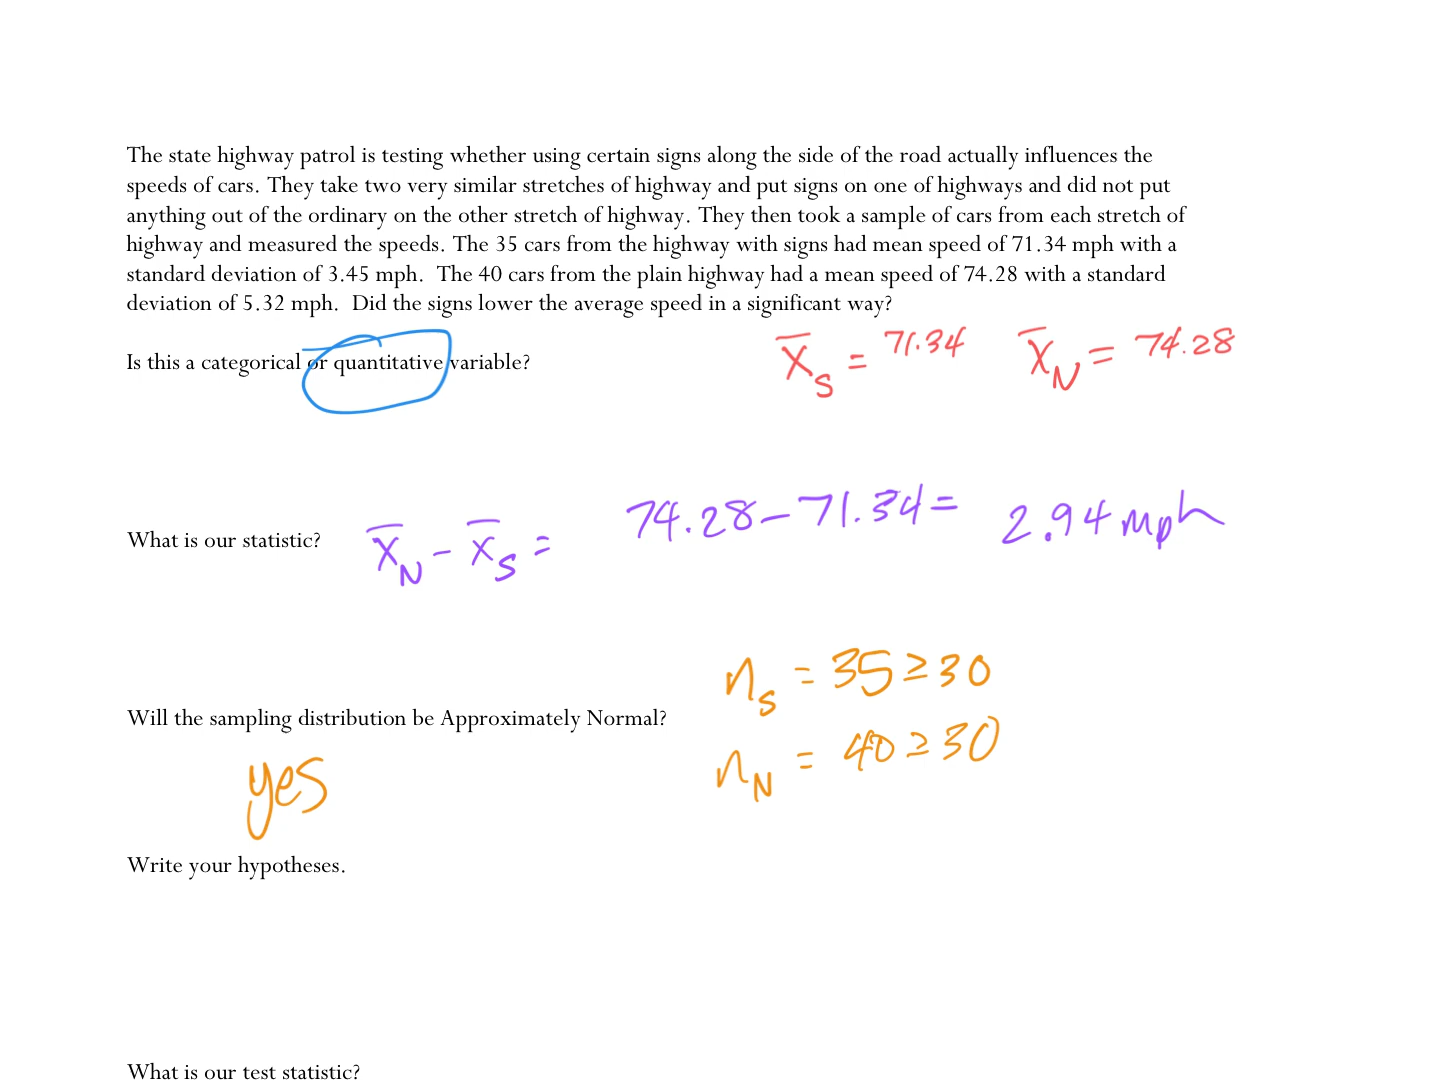 The state highway patrol is testing whether using certain signs along the side of the road actually influences the
speeds of cars. They take two very similar stretches of highway and put signs on one of highways and did not put
anything out of the ordinary on the other stretch of highway. They then took a sample of cars from each stretch of
highway and measured the speeds. The 35 cars from the highway with signs had mean speed of 71.34 mph with a
standard deviation of 3.45 mph.  The 40 cars from the plain highway had a mean speed of 74.28 with a standard
deviation of 5.32 mph.  Did the signs lower the average speed in a significant way?
x̄_S = 71.34 x̄_N = 74.28
Is this a categorical or quantitative variable?
What is our statistic? x̄_N − x̄_S = 74.28 − 71.34 = 2.94 mph
n_S = 35 ≥ 30
Will the sampling distribution be Approximately Normal?
n_N = 40 ≥ 30
yes
Write your hypotheses.
What is our test statistic?